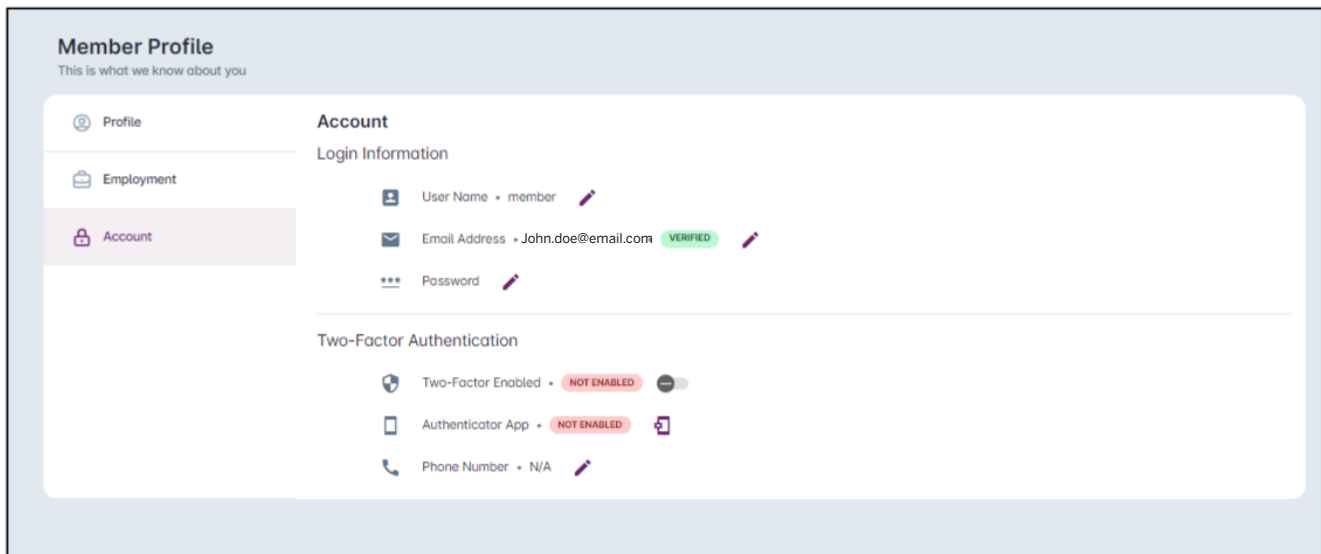 Member Profile
This is what we know about you
Profile
Employment
Account
Account
Login Information
User Name • member
Email Address • John.doe@email.com VERIFIED
Password
Two-Factor Authentication
Two-Factor Enabled • NOT ENABLED
Authenticator App • NOT ENABLED
Phone Number • N/A